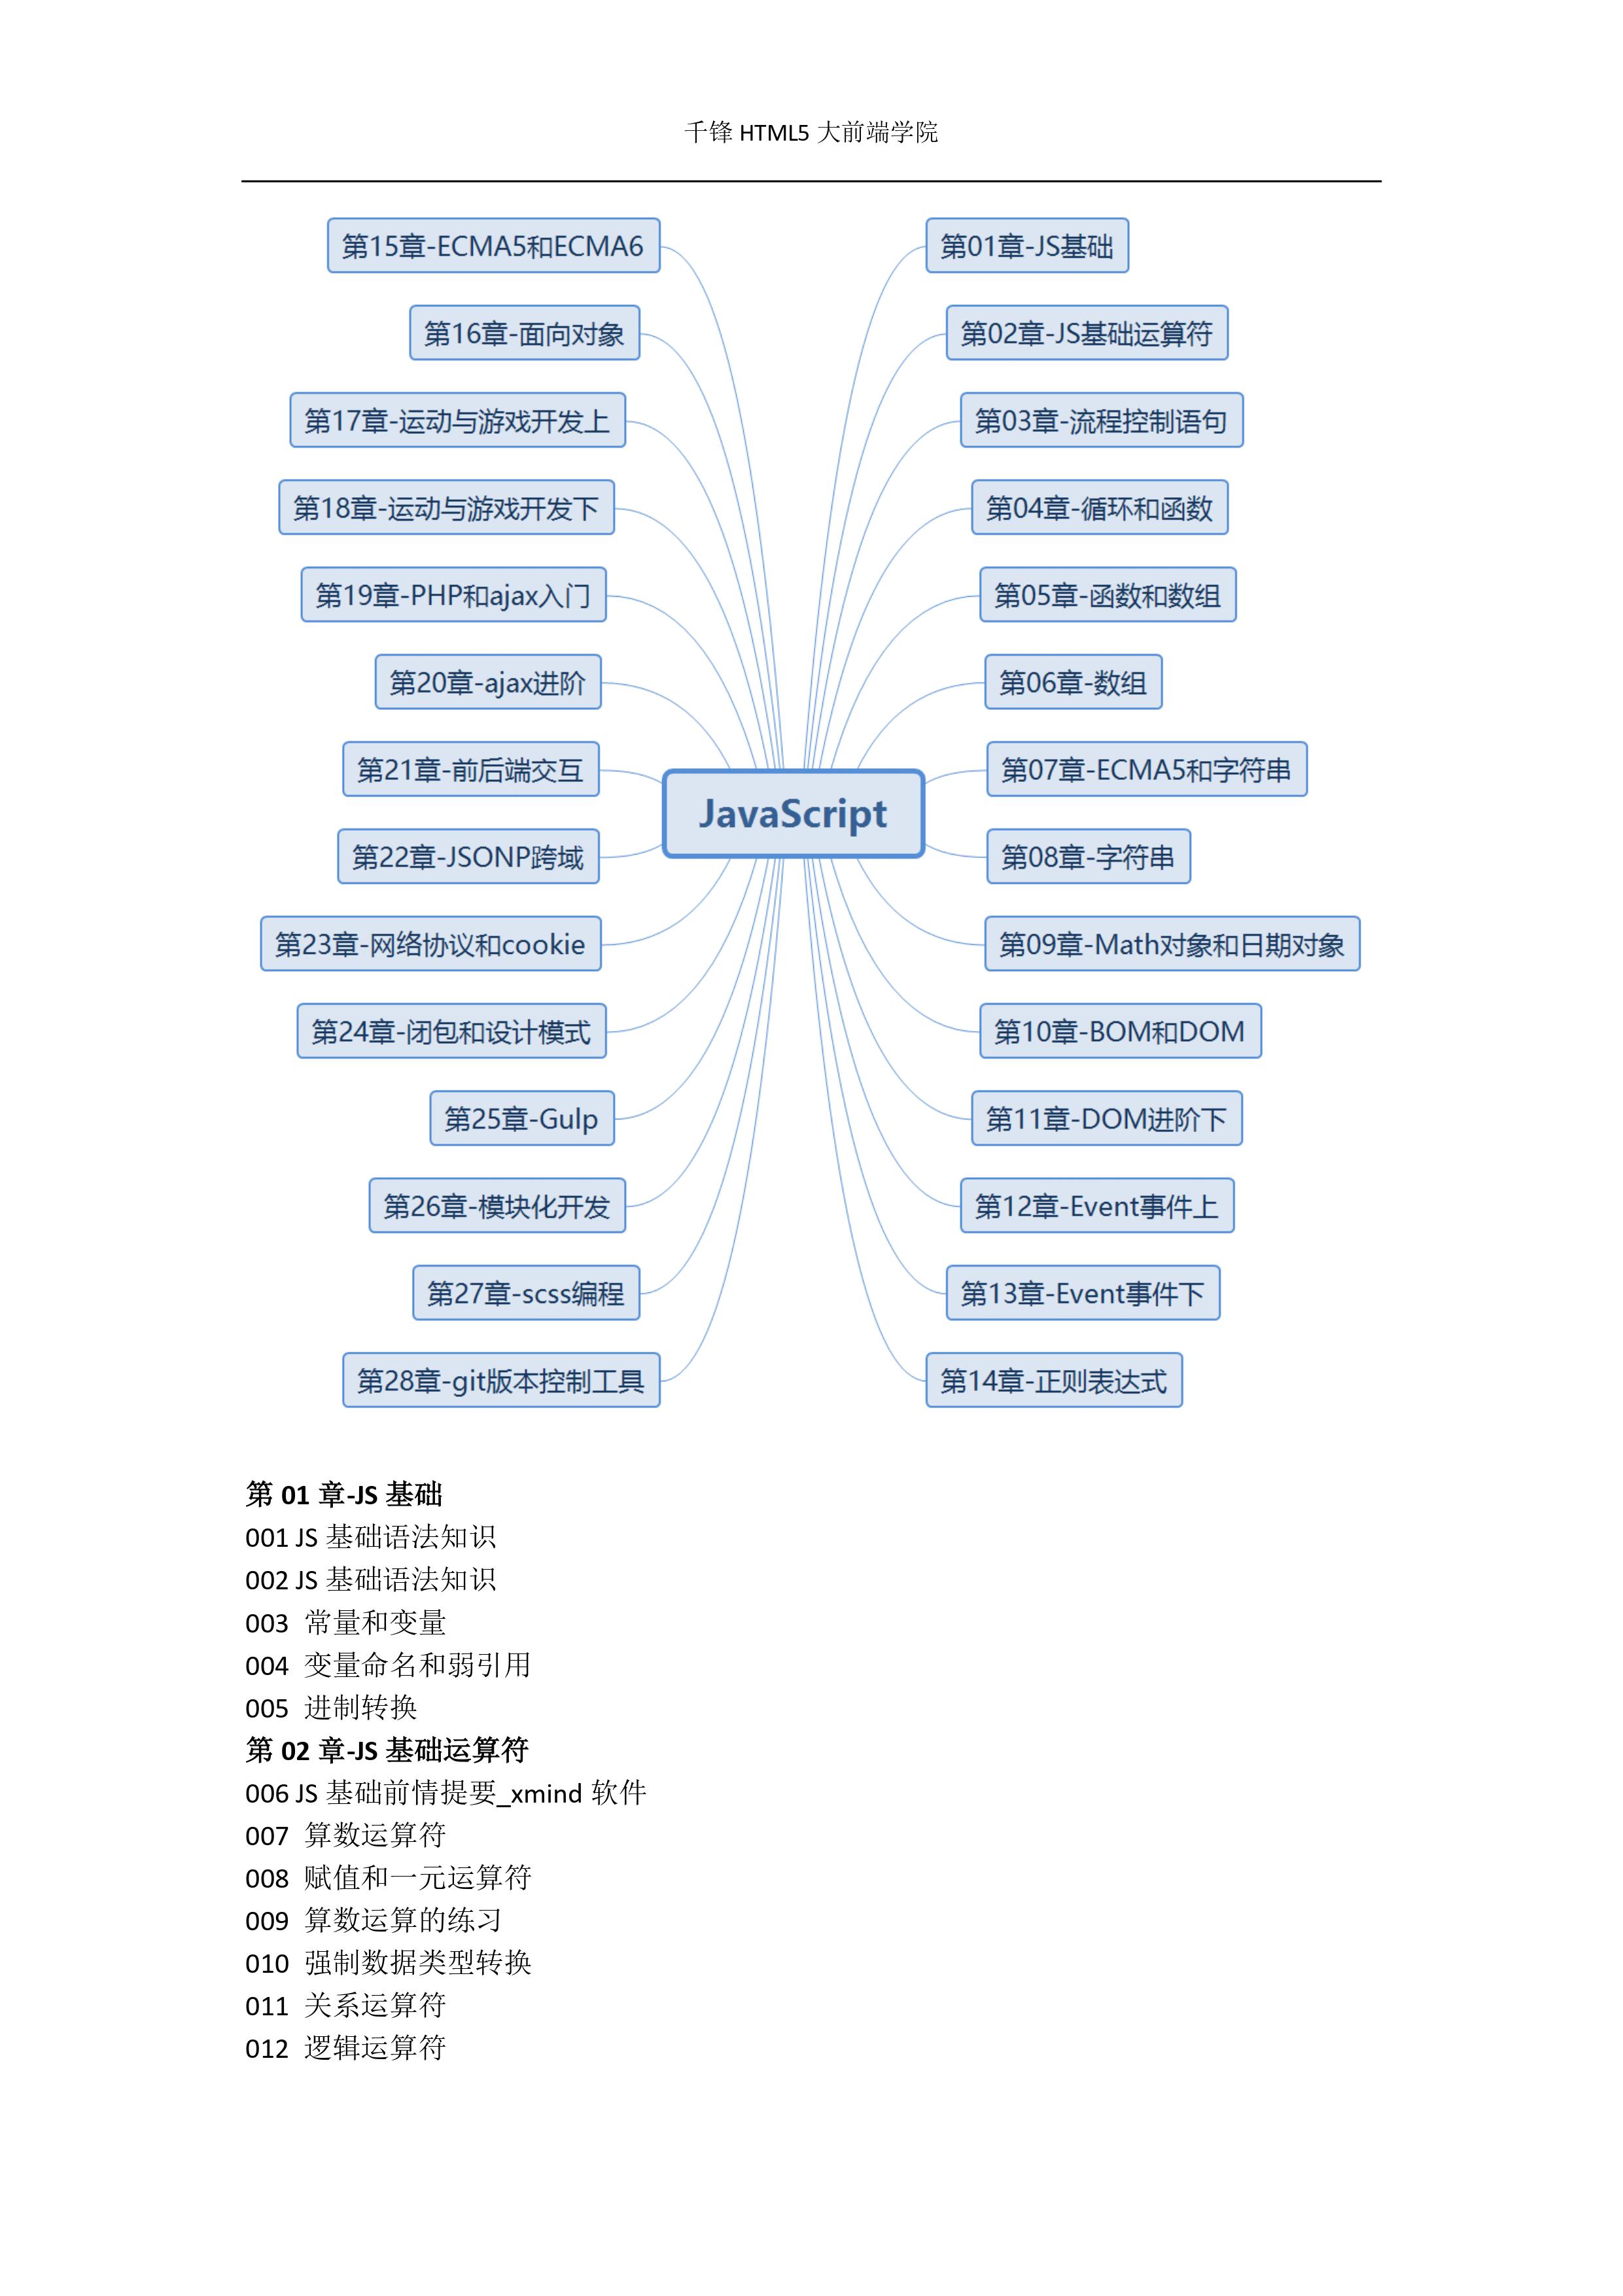 千锋 HTML5 大前端学院
第15章-ECMA5和ECMA6
第16章-面向对象
第17章-运动与游戏开发上
第18章-运动与游戏开发下
第19章-PHP和ajax入门
第20章-ajax进阶
第21章-前后端交互
第22章-JSONP跨域
第23章-网络协议和cookie
第24章-闭包和设计模式
第25章-Gulp
第26章-模块化开发
第27章-scss编程
第28章-git版本控制工具
JavaScript
第01章-JS基础
第02章-JS基础运算符
第03章-流程控制语句
第04章-循环和函数
第05章-函数和数组
第06章-数组
第07章-ECMA5和字符串
第08章-字符串
第09章-Math对象和日期对象
第10章-BOM和DOM
第11章-DOM进阶下
第12章-Event事件上
第13章-Event事件下
第14章-正则表达式
第 01 章-JS 基础
001 JS 基础语法知识
002 JS 基础语法知识
003 常量和变量
004 变量命名和弱引用
005 进制转换
第 02 章-JS 基础运算符
006 JS 基础前情提要_xmind 软件
007 算数运算符
008 赋值和一元运算符
009 算数运算的练习
010 强制数据类型转换
011 关系运算符
012 逻辑运算符